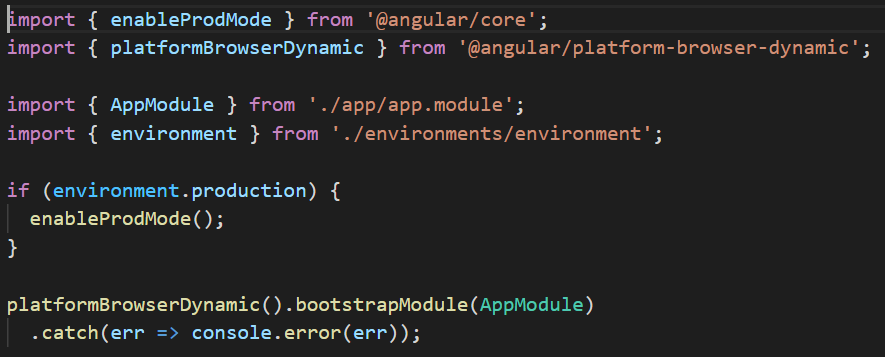 import { enableProdMode } from '@angular/core';
import { platformBrowserDynamic } from '@angular/platform-browser-dynamic';
import { AppModule } from './app/app.module';
import { environment } from './environments/environment';
if (environment.production) {
  enableProdMode();
}
platformBrowserDynamic().bootstrapModule(AppModule)
  .catch(err => console.error(err));